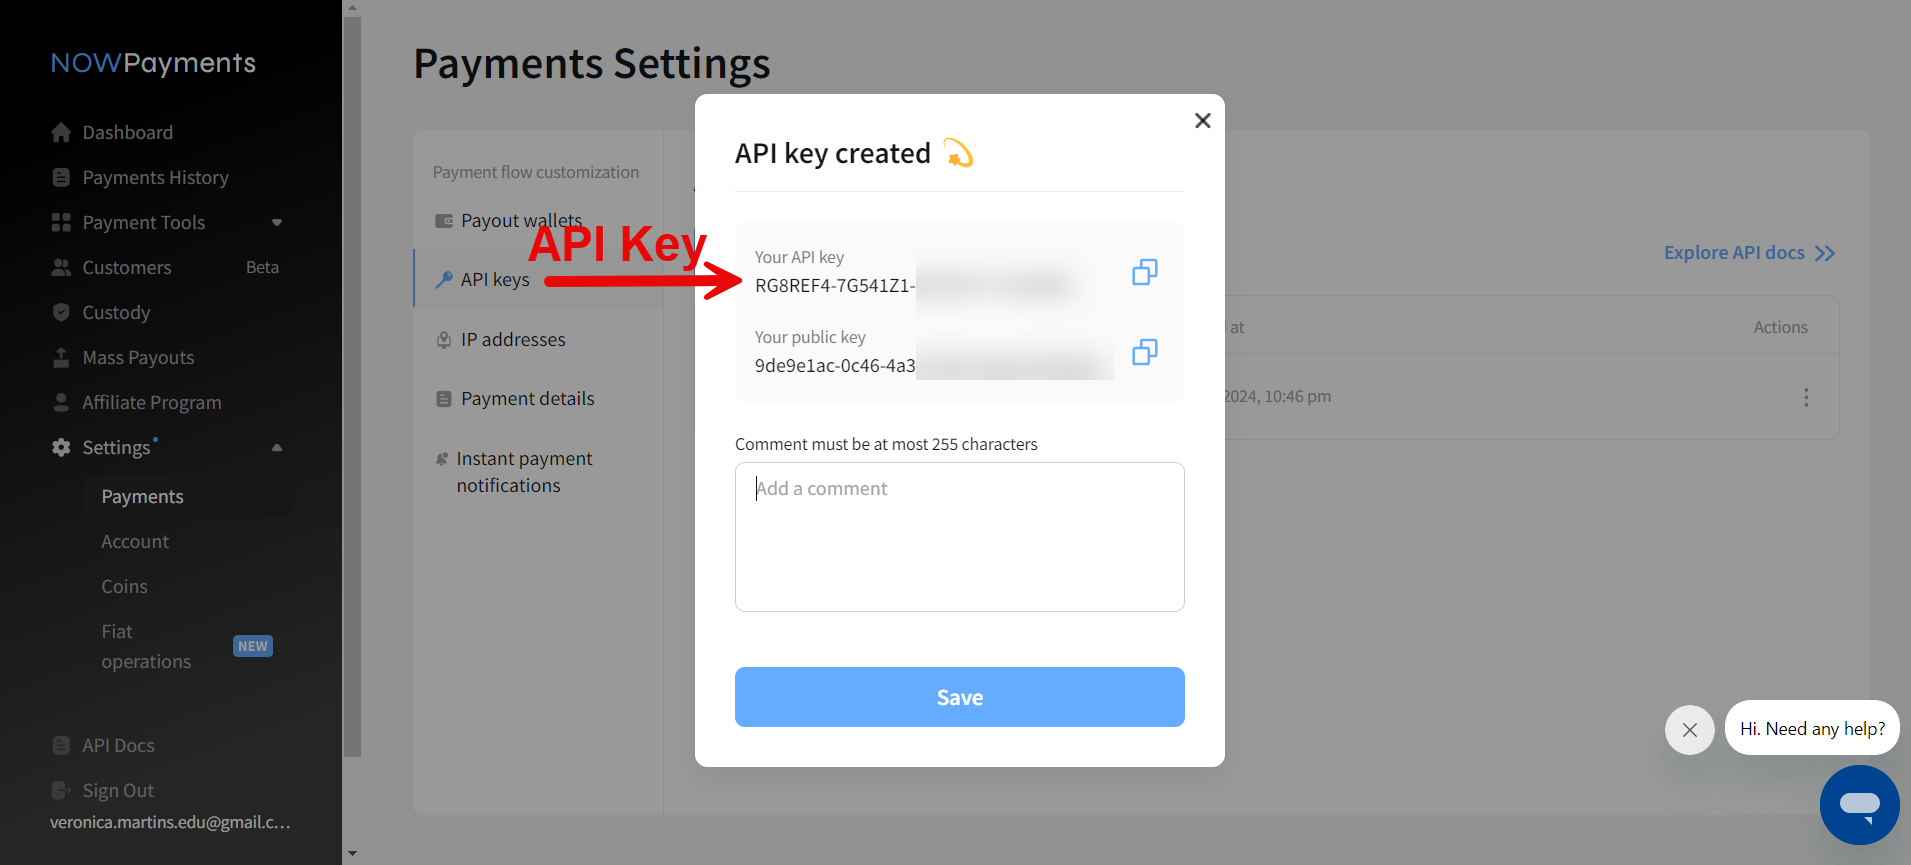 NOWPayments
Dashboard
Payments History
Payment Tools
Customers Beta
Custody
Mass Payouts
Affiliate Program
Settings
Payments
Account
Coins
Fiat
operations
NEW
API Docs
Sign Out
veronica.martins.edu@gmail.c...
Payments Settings
Payment flow customization
Payout wallets
API keys
IP addresses
Payment details
Instant payment
notifications
API Key
API key created
Your API key
RG8REF4-7G541Z1-
Your public key
9de9e1ac-0c46-4a3
Comment must be at most 255 characters
Add a comment
Save
Explore API docs
at
Actions
2024, 10:46 pm
Hi. Need any help?